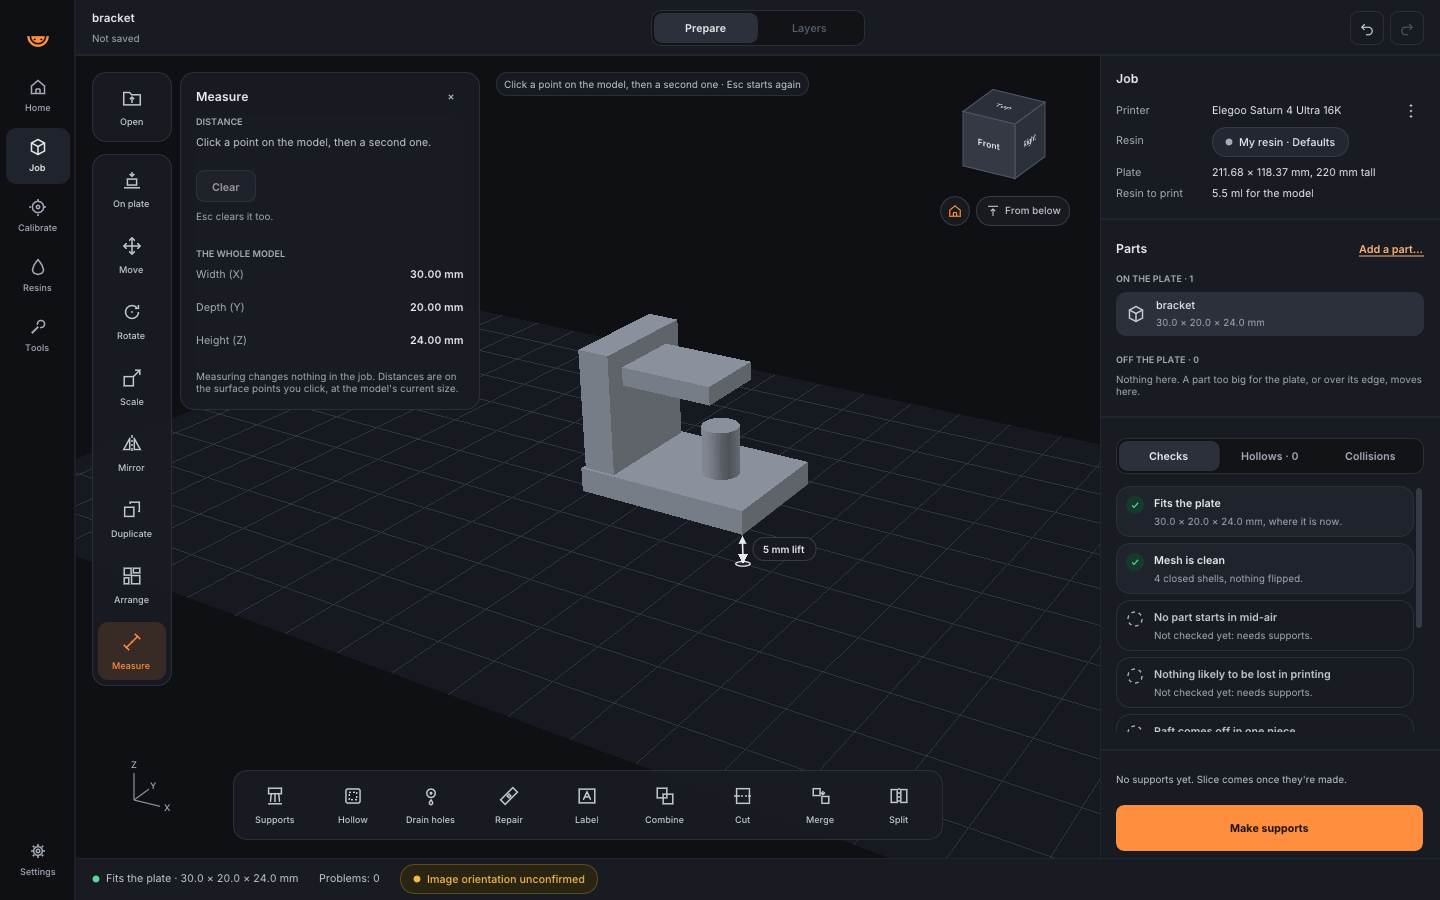 bracket
Not saved
Prepare
Layers
Home
Job
Calibrate
Resins
Tools
Settings
Open
On plate
Move
Rotate
Scale
Mirror
Duplicate
Arrange
Measure
Measure
×
DISTANCE
Click a point on the model, then a second one.
Clear
Esc clears it too.
THE WHOLE MODEL
Width (X) 30.00 mm
Depth (Y) 20.00 mm
Height (Z) 24.00 mm
Measuring changes nothing in the job. Distances are on
the surface points you click, at the model's current size.
Click a point on the model, then a second one · Esc starts again
Top
Front
Right
From below
5 mm lift
Z
Y
X
Supports
Hollow
Drain holes
Repair
Label
Combine
Cut
Merge
Split
Job
Printer Elegoo Saturn 4 Ultra 16K
Resin My resin · Defaults
Plate 211.68 × 118.37 mm, 220 mm tall
Resin to print 5.5 ml for the model
Parts
Add a part...
ON THE PLATE · 1
bracket
30.0 × 20.0 × 24.0 mm
OFF THE PLATE · 0
Nothing here. A part too big for the plate, or over its edge, moves
here.
Checks
Hollows · 0
Collisions
Fits the plate
30.0 × 20.0 × 24.0 mm, where it is now.
Mesh is clean
4 closed shells, nothing flipped.
No part starts in mid-air
Not checked yet: needs supports.
Nothing likely to be lost in printing
Not checked yet: needs supports.
Raft comes off in one piece
No supports yet. Slice comes once they're made.
Make supports
Fits the plate · 30.0 × 20.0 × 24.0 mm
Problems: 0
Image orientation unconfirmed